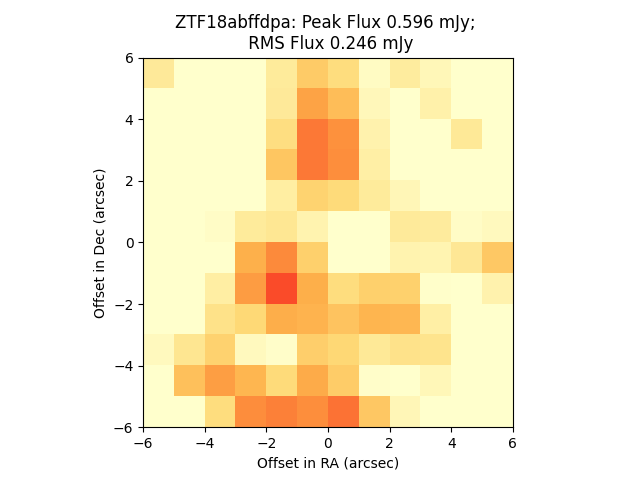 ZTF18abffdpa: Peak Flux 0.596 mJy;
RMS Flux 0.246 mJy
6
4
2
0
−2
−4
−6
Offset in Dec (arcsec)
−6 −4 −2 0 2 4 6
Offset in RA (arcsec)